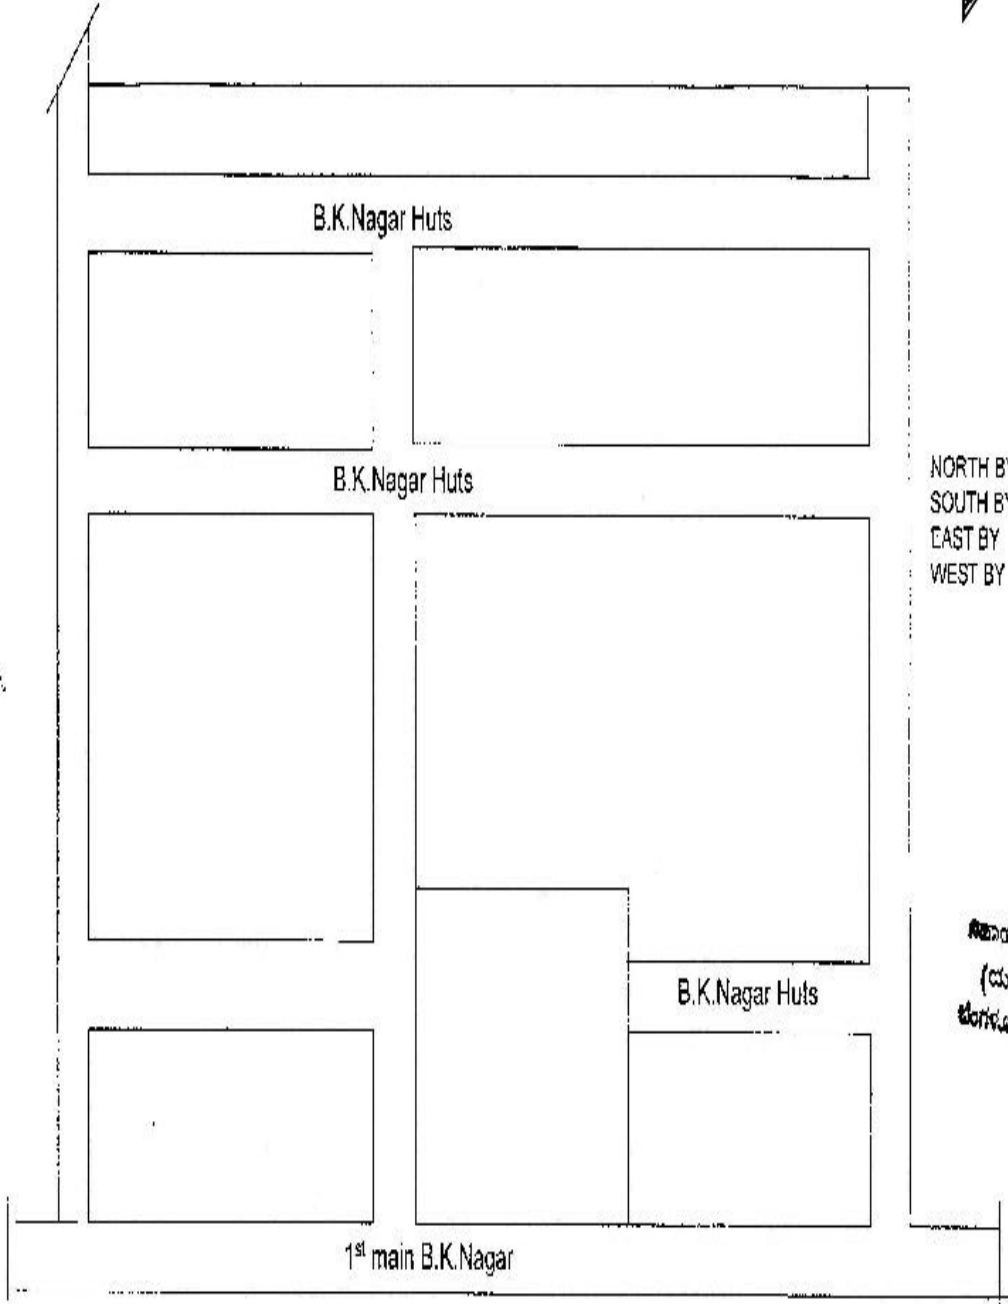 B.K.Nagar Huts
B.K.Nagar Huts
NORTH BY
SOUTH BY
EAST BY
WEST BY
B.K.Nagar Huts
1st main B.K.Nagar